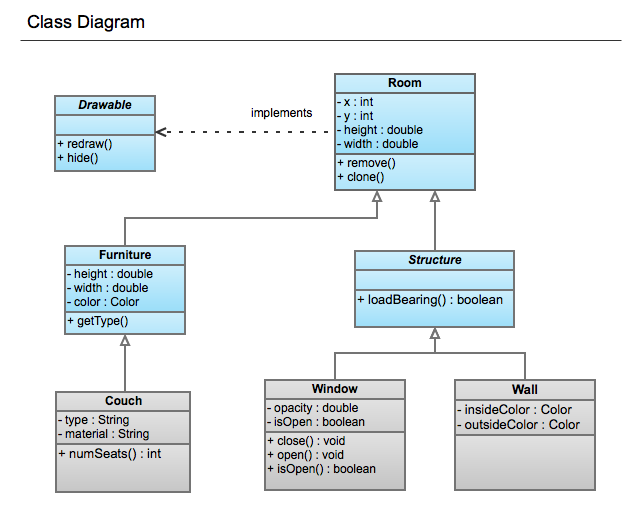 Class Diagram
Drawable
+ redraw()
+ hide()
implements
Room
- x : int
- y : int
- height : double
- width : double
+ remove()
+ clone()
Furniture
- height : double
- width : double
- color : Color
+ getType()
Structure
+ loadBearing() : boolean
Couch
- type : String
- material : String
+ numSeats() : int
Window
- opacity : double
- isOpen : boolean
+ close() : void
+ open() : void
+ isOpen() : boolean
Wall
- insideColor : Color
- outsideColor : Color